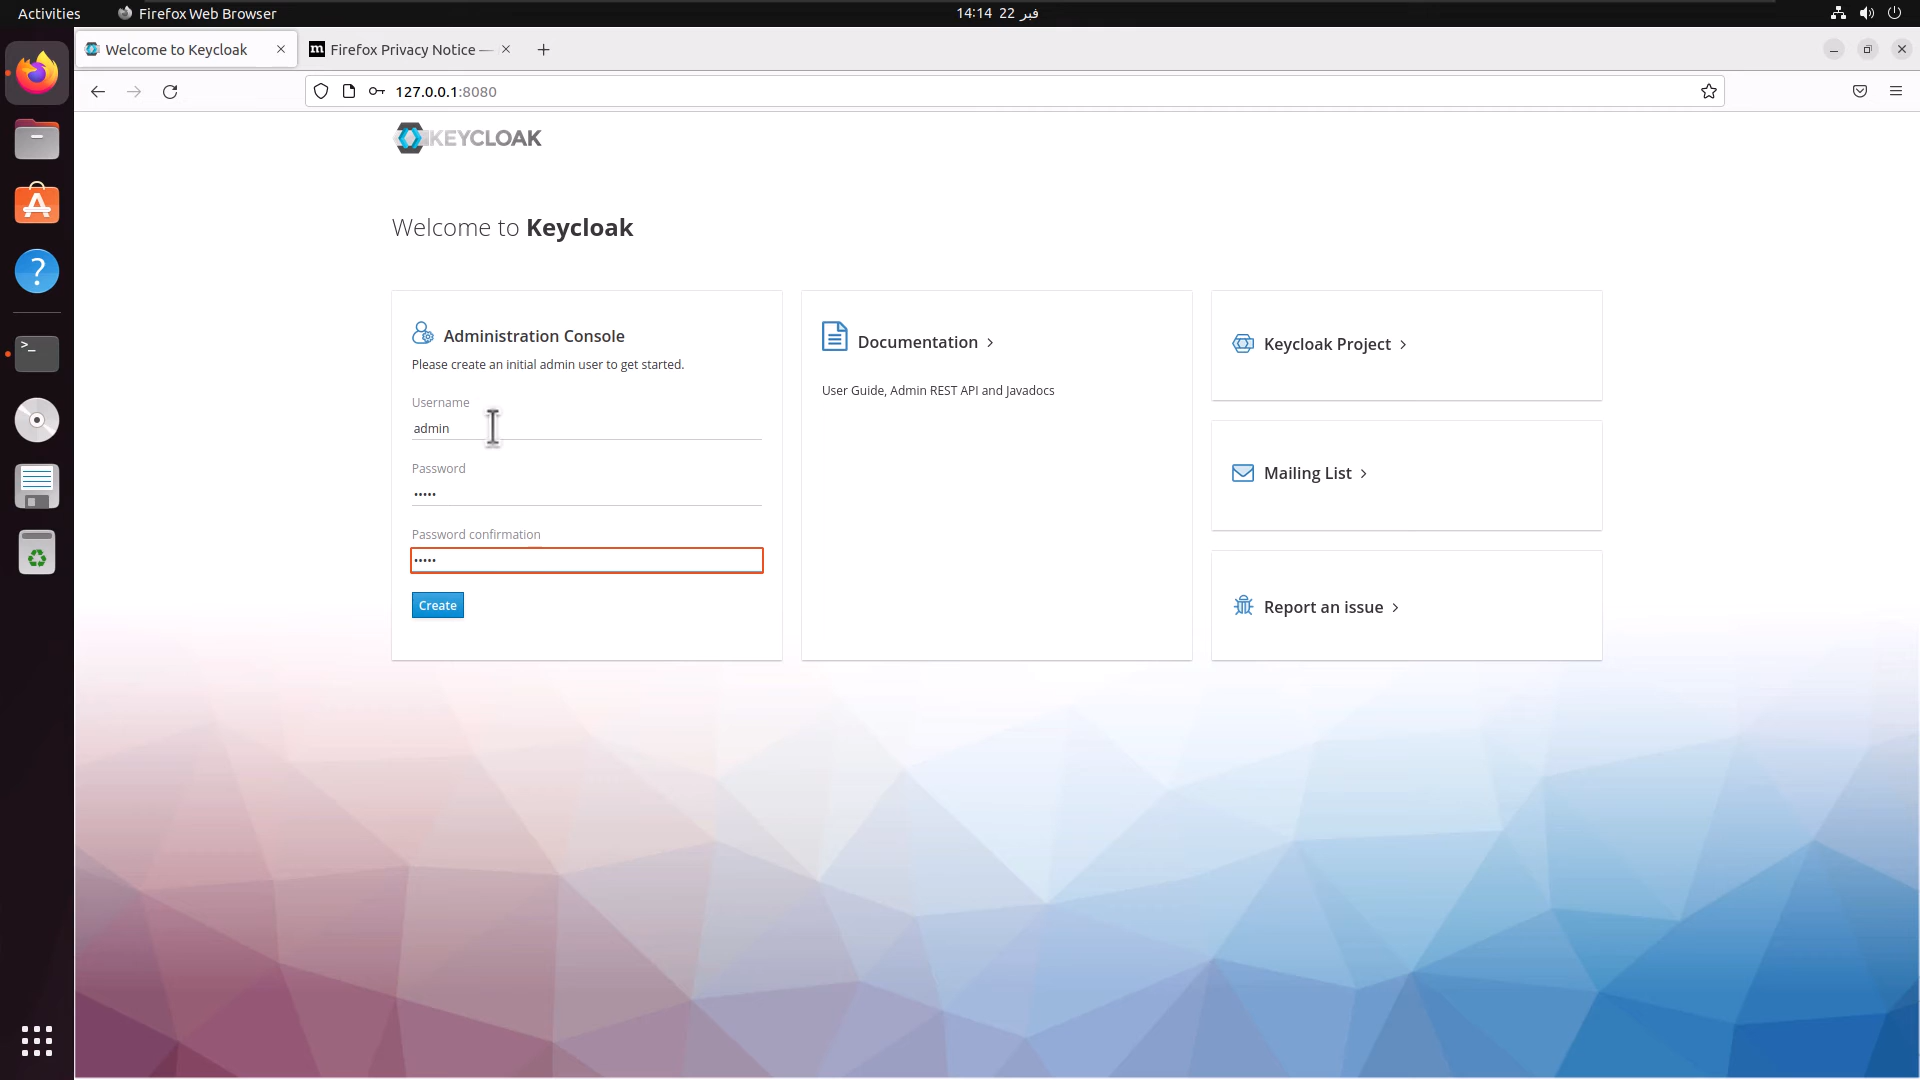 Activities
Firefox Web Browser
14:14  22 فبر
Welcome to Keycloak
m
Firefox Privacy Notice —
127.0.0.1:8080
KEYCLOAK
Welcome to Keycloak
Administration Console
Please create an initial admin user to get started.
Username
admin
Password
•••••
Password confirmation
•••••
Create
Documentation
User Guide, Admin REST API and Javadocs
Keycloak Project
Mailing List
Report an issue